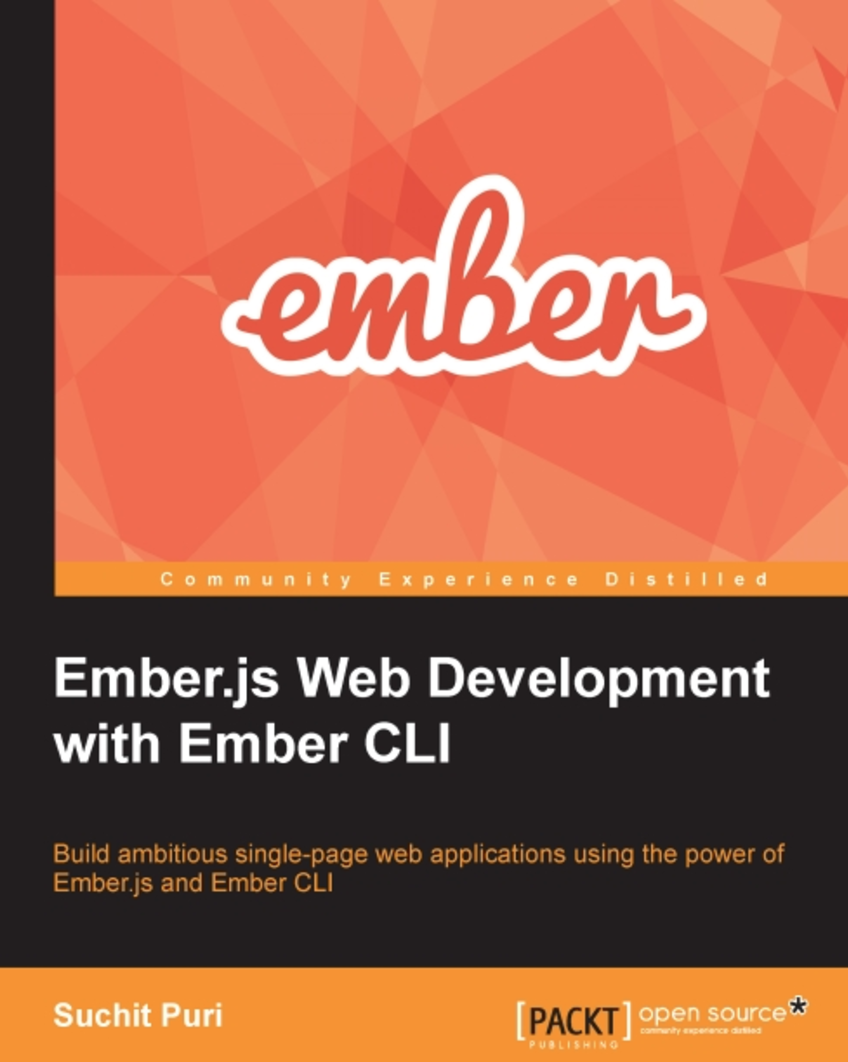 ember
Community Experience Distilled
Ember.js Web Development
with Ember CLI
Build ambitious single-page web applications using the power of
Ember.js and Ember CLI
Suchit Puri
[PACKT] open source*
PUBLISHING community experience distilled